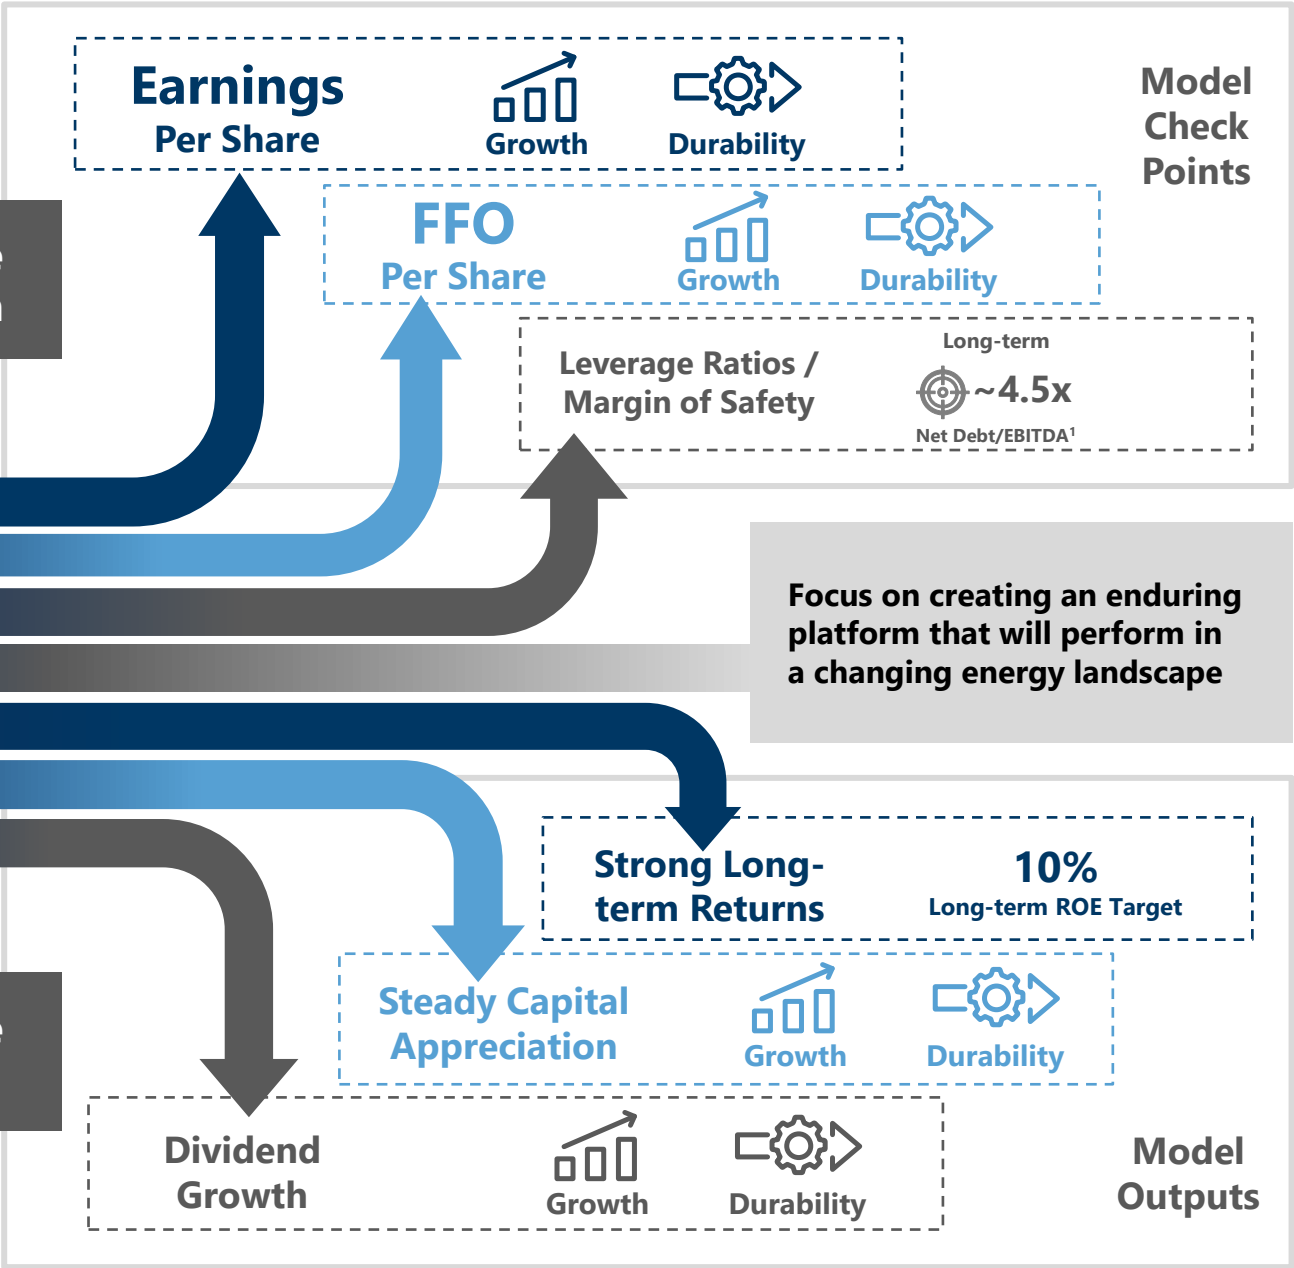 Earnings
Per Share
Growth
Durability
Model
Check
Points
FFO
Per Share
Growth
Durability
Leverage Ratios /
Margin of Safety
Long-term
~4.5x
Net Debt/EBITDA¹
Focus on creating an enduring
platform that will perform in
a changing energy landscape
Strong Long-
term Returns
10%
Long-term ROE Target
Steady Capital
Appreciation
Growth
Durability
Dividend
Growth
Growth
Durability
Model
Outputs